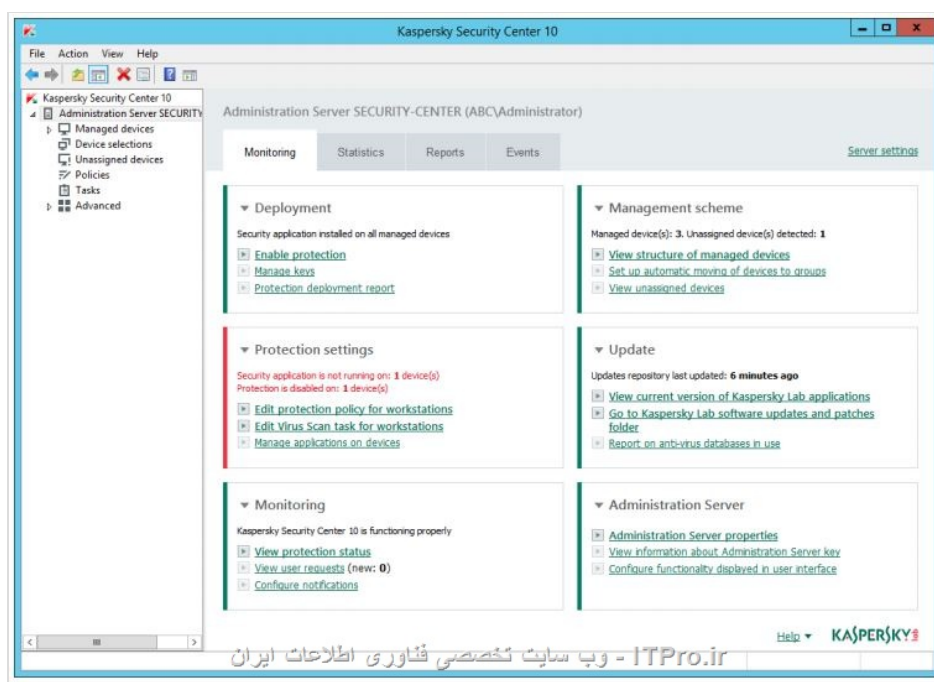 Kaspersky Security Center 10
File Action View Help
Kaspersky Security Center 10
Administration Server SECURITY
Managed devices
Device selections
Unassigned devices
Policies
Tasks
Advanced
Administration Server SECURITY-CENTER (ABC\Administrator)
Monitoring Statistics Reports Events Server settings
Deployment
Security application installed on all managed devices
Enable protection
Manage keys
Protection deployment report
Management scheme
Managed device(s): 3. Unassigned device(s) detected: 1
View structure of managed devices
Set up automatic moving of devices to groups
View unassigned devices
Protection settings
Security application is not running on: 1 device(s)
Protection is disabled on: 1 device(s)
Edit protection policy for workstations
Edit Virus Scan task for workstations
Manage applications on devices
Update
Updates repository last updated: 6 minutes ago
View current version of Kaspersky Lab applications
Go to Kaspersky Lab software updates and patches
folder
Report on anti-virus databases in use
Monitoring
Kaspersky Security Center 10 is functioning properly
View protection status
View user requests (new: 0)
Configure notifications
Administration Server
Administration Server properties
View information about Administration Server key
Configure functionality displayed in user interface
Help KASPERSKY
ITPro.ir - وب سایت تخصصی فناوری اطلاعات ایران